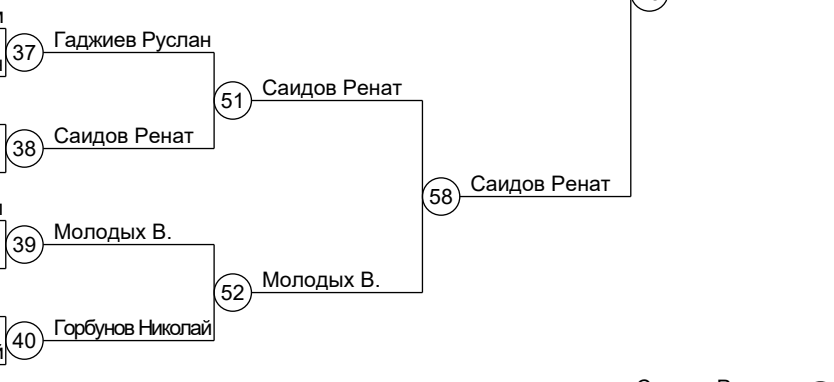 37 Гаджиев Руслан
51 Саидов Ренат
38 Саидов Ренат
58 Саидов Ренат
39 Молодых В.
52 Молодых В.
40 Горбунов Николай